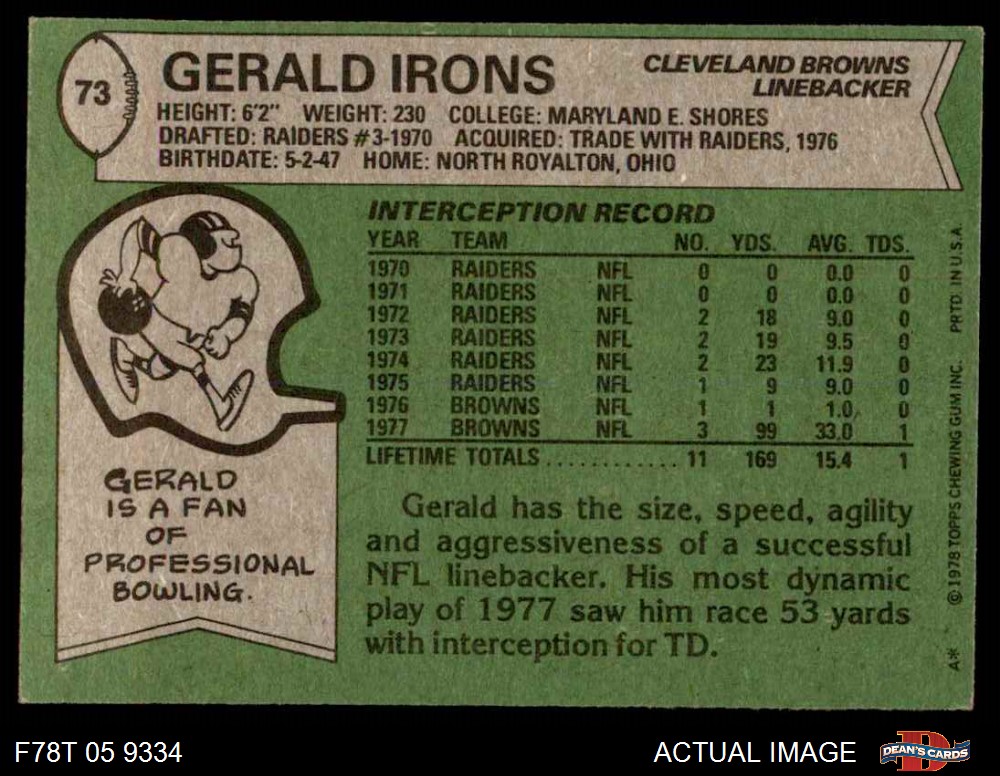 73
GERALD IRONS
CLEVELAND BROWNS
LINEBACKER
HEIGHT: 6'2" WEIGHT: 230 COLLEGE: MARYLAND E. SHORES
DRAFTED: RAIDERS #3-1970 ACQUIRED: TRADE WITH RAIDERS, 1976
BIRTHDATE: 5-2-47 HOME: NORTH ROYALTON, OHIO
INTERCEPTION RECORD
YEAR TEAM NO. YDS. AVG. TDS.
1970 RAIDERS NFL 0 0 0.0 0
1971 RAIDERS NFL 0 0 0.0 0
1972 RAIDERS NFL 2 18 9.0 0
1973 RAIDERS NFL 2 19 9.5 0
1974 RAIDERS NFL 2 23 11.9 0
1975 RAIDERS NFL 1 9 9.0 0
1976 BROWNS NFL 1 1 1.0 0
1977 BROWNS NFL 3 99 33.0 1
LIFETIME TOTALS............ 11 169 15.4 1
GERALD
IS A FAN
OF
PROFESSIONAL
BOWLING.
Gerald has the size, speed, agility
and aggressiveness of a successful
NFL linebacker. His most dynamic
play of 1977 saw him race 53 yards
with interception for TD.
A* ©1978 TOPPS CHEWING GUM INC. PRTD. IN U.S.A.
F78T 05 9334
ACTUAL IMAGE
D
DEAN'S CARDS